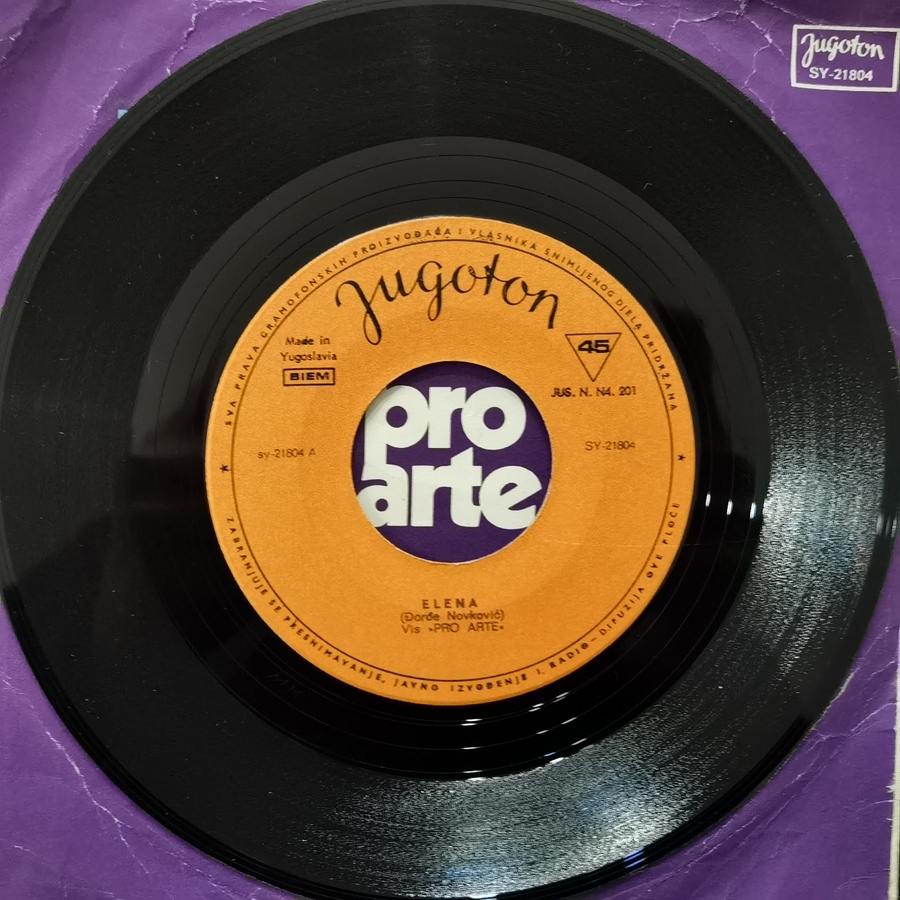 Jugoton
SY-21804
SVA PRAVA GRAMOFONSKIH PROIZVOĐAČA I VLASNIKA SNIMLJENOG DJELA PRIDRŽANA
Jugoton
Made in
Yugoslavia
BIEM
45
JUS. N. N4. 201
sy-21804 A
SY-21804
pro
arte
ELENA
(Đorđe Novković)
Vis »PRO ARTE«
ZABRANJUJE SE PRESNIMAVANJE, JAVNO IZVOĐENJE I RADIO-DIFUZIJA OVE PLOČE